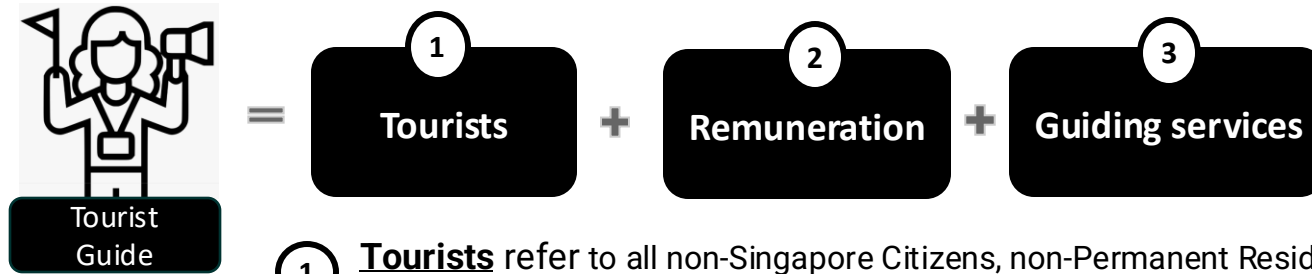 1
2
3
=
Tourists
+
Remuneration
+
Guiding services
Tourist
Guide
1
Tourists refer to all non-Singapore Citizens, non-Permanent Resid